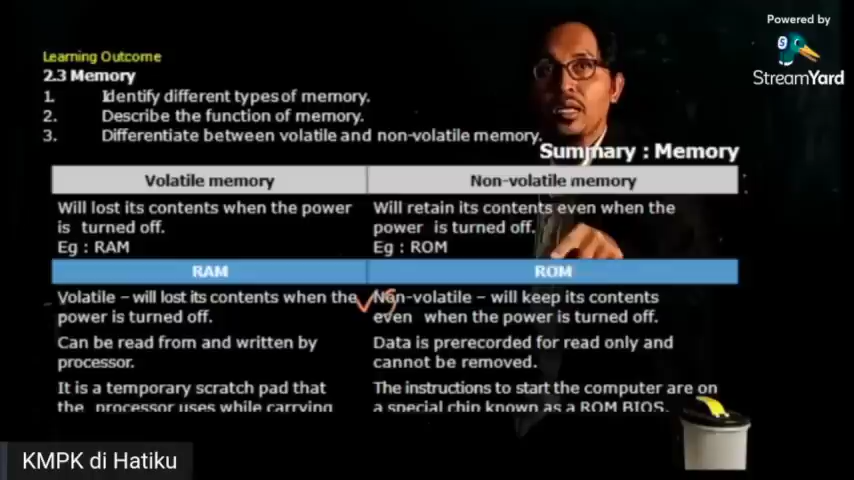 Powered by
StreamYard
Learning Outcome
2.3 Memory
1. Identify different types of memory.
2. Describe the function of memory.
3. Differentiate between volatile and non-volatile memory.
Summary : Memory
Volatile memory
Non-volatile memory
Will lost its contents when the power
is turned off.
Eg : RAM
Will retain its contents even when the
power is turned off.
Eg : ROM
RAM
ROM
Volatile – will lost its contents when the
power is turned off.
vs
Non-volatile – will keep its contents
even when the power is turned off.
Can be read from and written by
processor.
Data is prerecorded for read only and
cannot be removed.
It is a temporary scratch pad that
the processor uses while carrying
The instructions to start the computer are on
a special chip known as a ROM BIOS.
KMPK di Hatiku